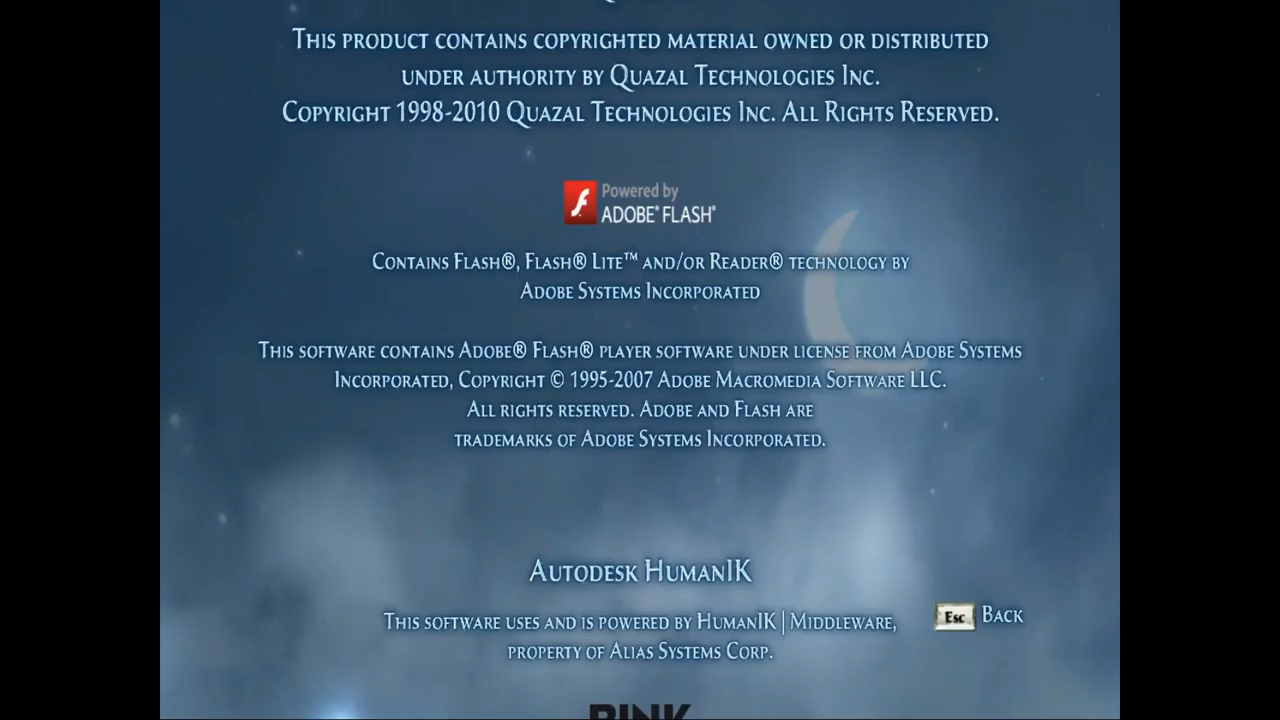 This product contains copyrighted material owned or distributed
under authority by Quazal Technologies Inc.
Copyright 1998-2010 Quazal Technologies Inc. All Rights Reserved.
Powered by
ADOBE® FLASH®
Contains Flash®, Flash® Lite™ and/or Reader® technology by
Adobe Systems Incorporated
This software contains Adobe® Flash® player software under license from Adobe Systems
Incorporated, Copyright © 1995-2007 Adobe Macromedia Software LLC.
All rights reserved. Adobe and Flash are
trademarks of Adobe Systems Incorporated.
Autodesk HumanIK
This software uses and is powered by HumanIK | Middleware,
property of Alias Systems Corp.
Esc Back